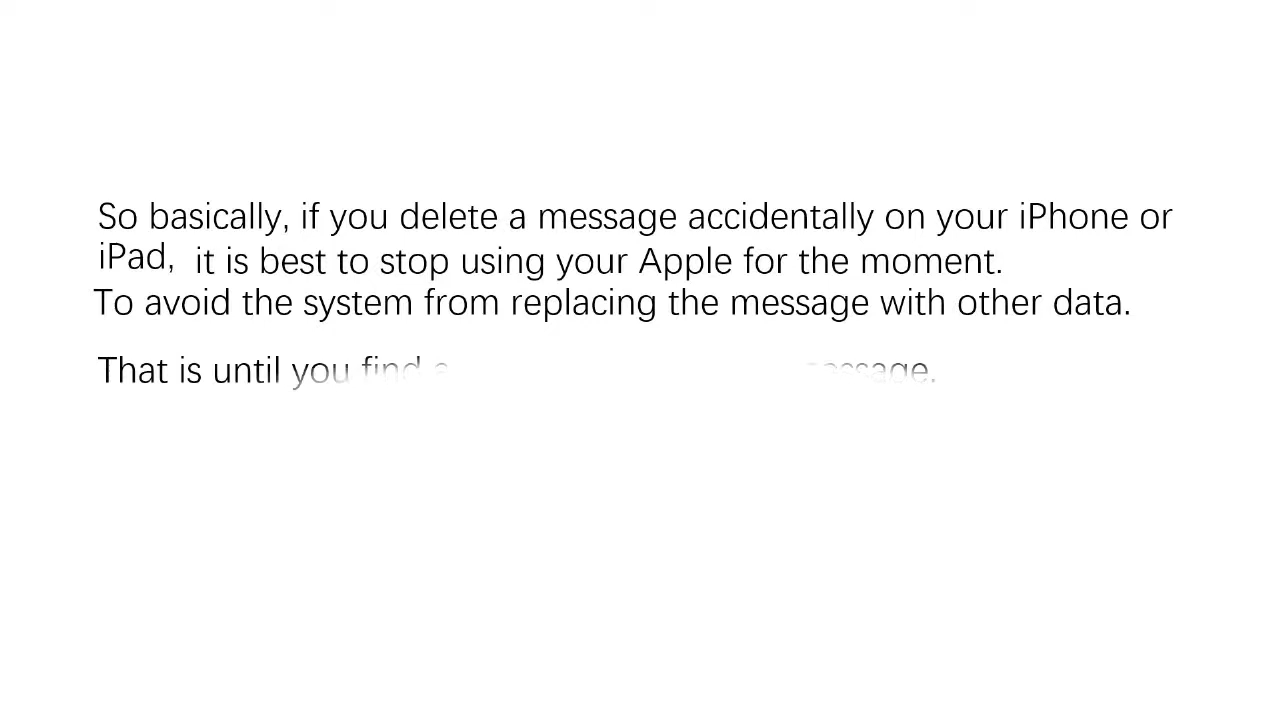 So basically, if you delete a message accidentally on your iPhone or
iPad, it is best to stop using your Apple for the moment.
To avoid the system from replacing the message with other data.
That is until you find message.